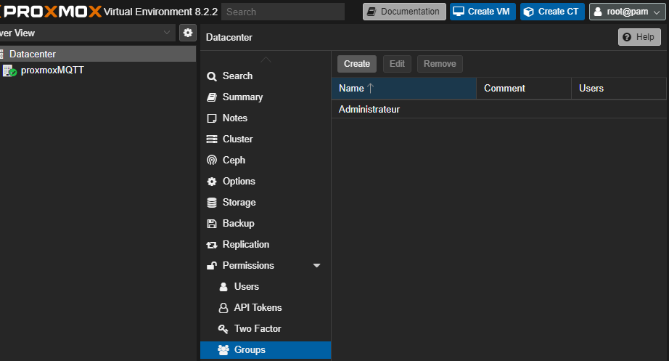 PROXMOX Virtual Environment 8.2.2 Search Documentation Create VM Create CT root@pam
ver View Datacenter Help
Datacenter
proxmoxMQTT
Search
Summary
Notes
Cluster
Ceph
Options
Storage
Backup
Replication
Permissions
Users
API Tokens
Two Factor
Groups
Create Edit Remove
Name Comment Users
Administrateur